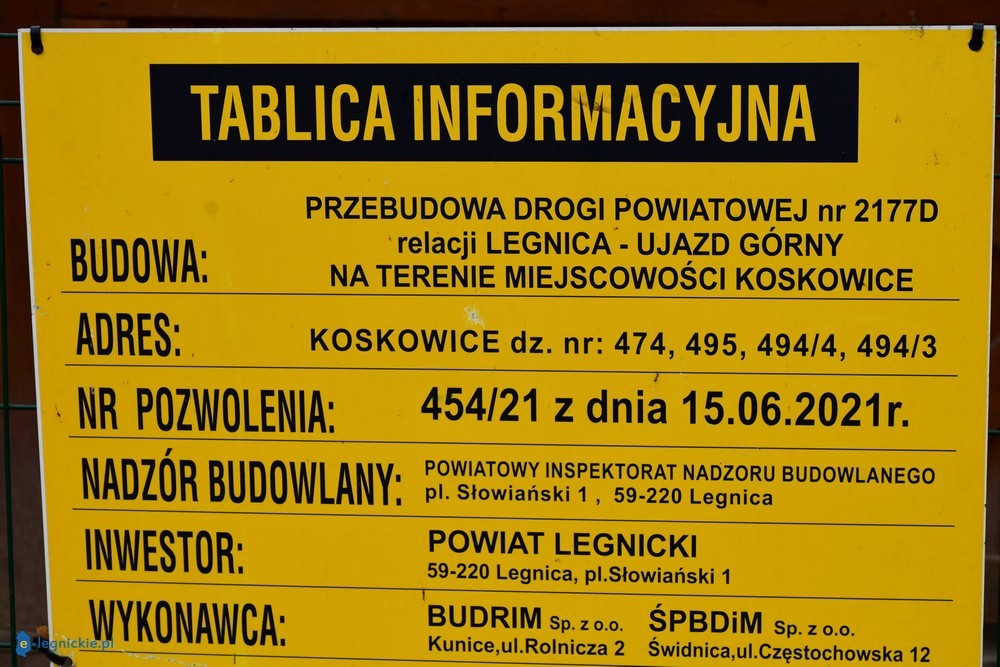 TABLICA INFORMACYJNA
BUDOWA:
PRZEBUDOWA DROGI POWIATOWEJ nr 2177D
relacji LEGNICA - UJAZD GÓRNY
NA TERENIE MIEJSCOWOŚCI KOSKOWICE
ADRES: KOSKOWICE dz. nr: 474, 495, 494/4, 494/3
NR POZWOLENIA: 454/21 z dnia 15.06.2021r.
NADZÓR BUDOWLANY: POWIATOWY INSPEKTORAT NADZORU BUDOWLANEGO
pl. Słowiański 1 , 59-220 Legnica
INWESTOR: POWIAT LEGNICKI
59-220 Legnica, pl.Słowiański 1
WYKONAWCA: BUDRIM Sp. z o.o. ŚPBDiM Sp. z o.o.
Kunice,ul.Rolnicza 2 Świdnica,ul.Częstochowska 12
e-legnickie.pl